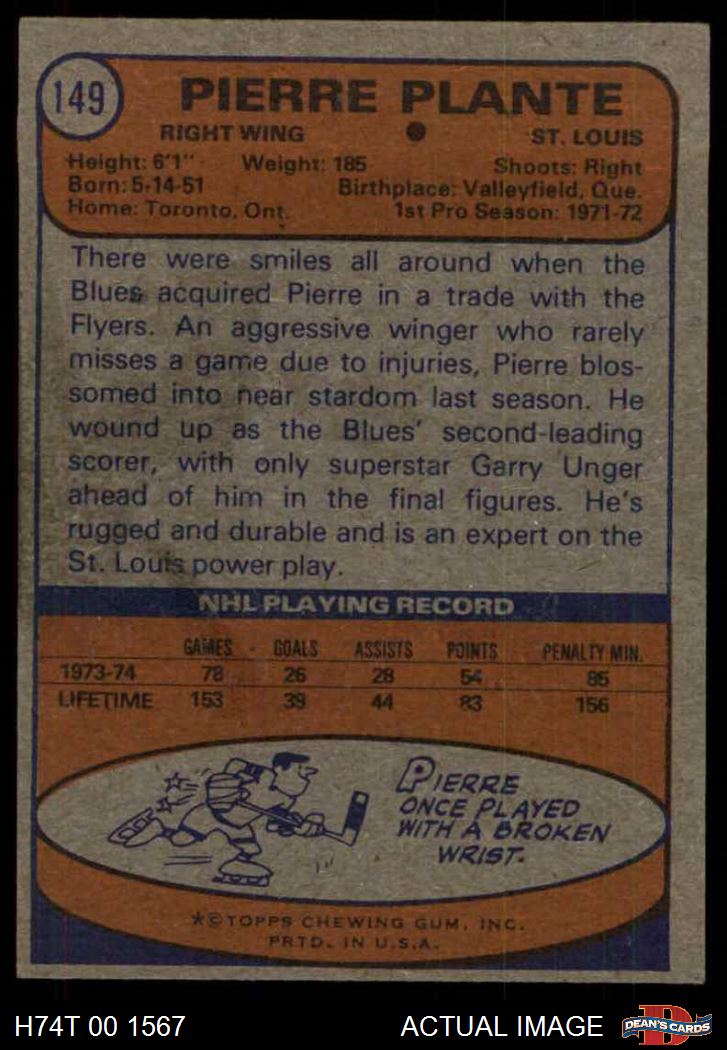 149
PIERRE PLANTE
RIGHT WING ● ST. LOUIS
Height: 6'1" Weight: 185 Shoots: Right
Born: 5-14-51 Birthplace: Valleyfield, Que.
Home: Toronto, Ont. 1st Pro Season: 1971-72
There were smiles all around when the
Blues acquired Pierre in a trade with the
Flyers. An aggressive winger who rarely
misses a game due to injuries, Pierre blos-
somed into near stardom last season. He
wound up as the Blues' second-leading
scorer, with only superstar Garry Unger
ahead of him in the final figures. He's
rugged and durable and is an expert on the
St. Louis power play.
NHL PLAYING RECORD
GAMES - GOALS ASSISTS POINTS PENALTY MIN.
1973-74 78 26 28 54 85
LIFETIME 153 39 44 83 156
PIERRE
ONCE PLAYED
WITH A BROKEN
WRIST.
★©TOPPS CHEWING GUM, INC.
PRTD. IN U.S.A.
H74T 00 1567 ACTUAL IMAGE D DEAN'S CARDS